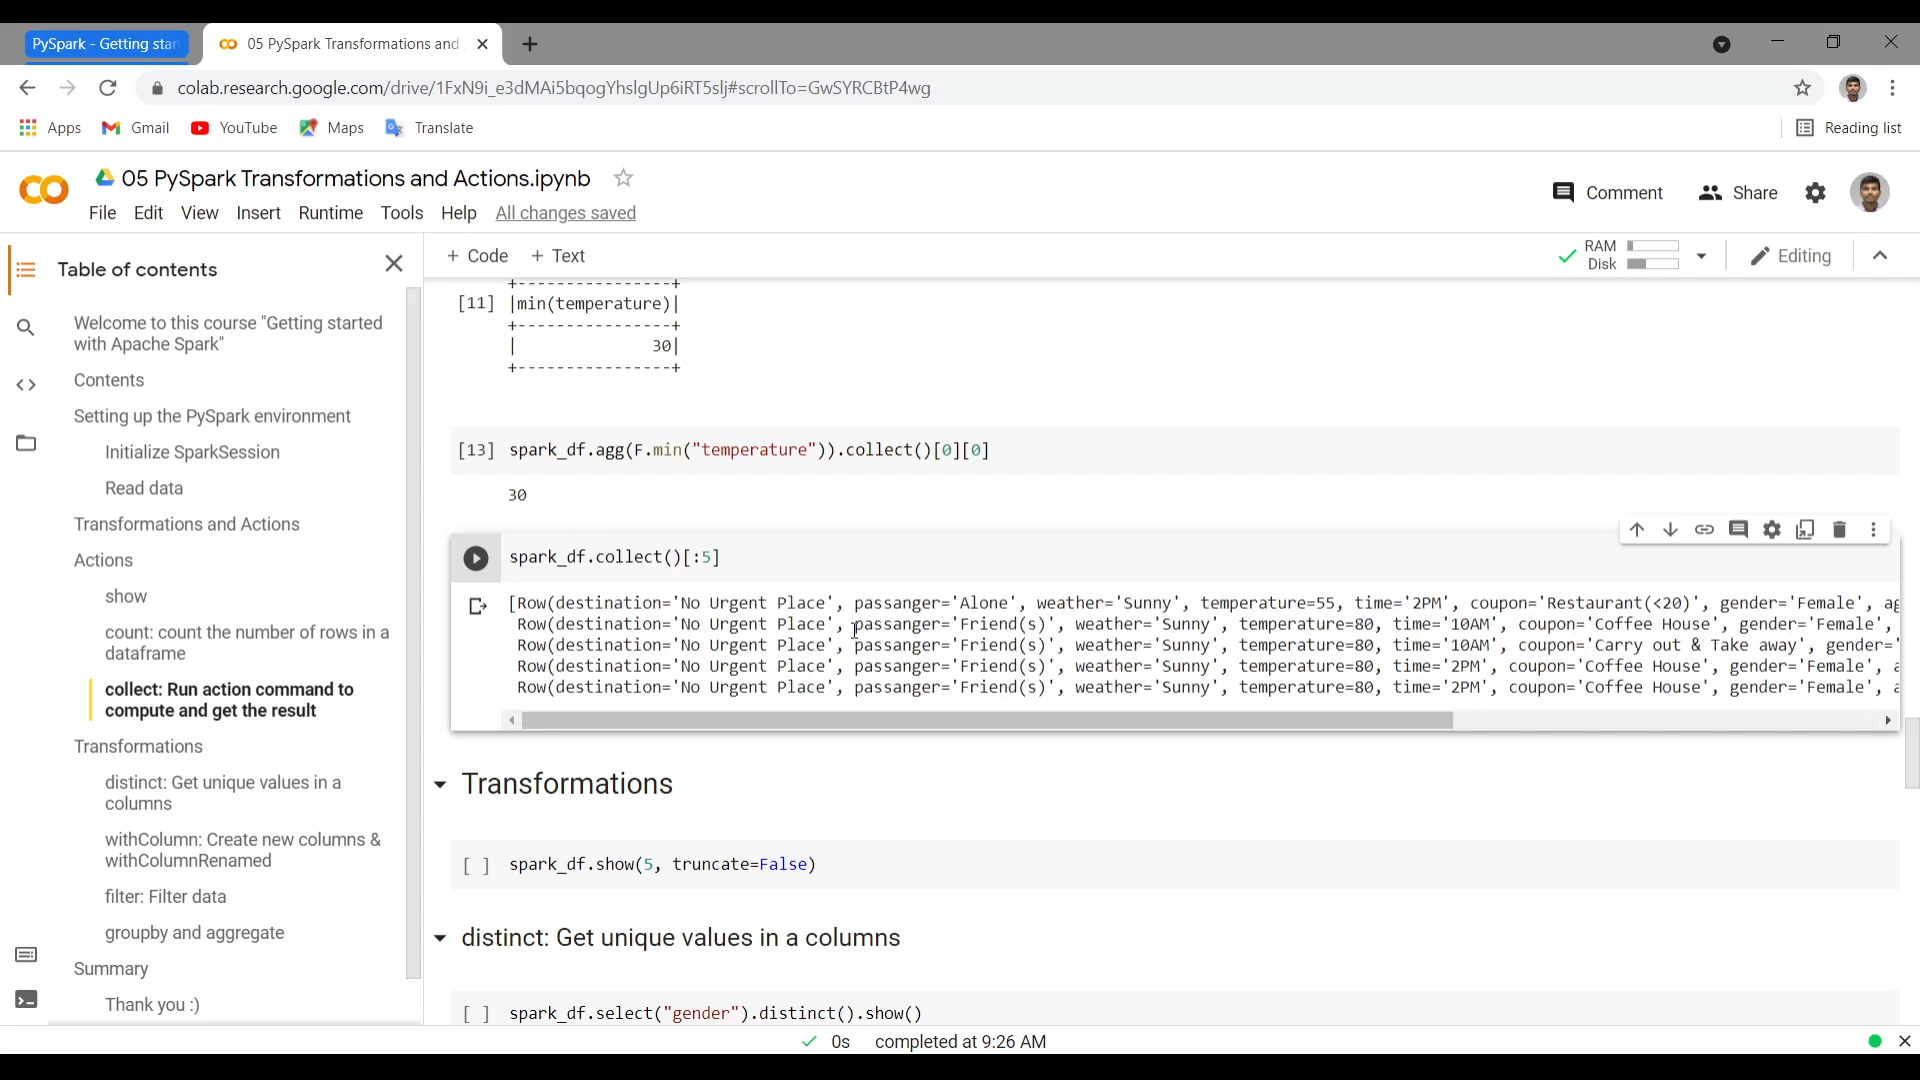 PySpark - Getting star
05 PySpark Transformations and
colab.research.google.com/drive/1FxN9i_e3dMAi5bqogYhslgUp6iRT5slj#scrollTo=GwSYRCBtP4wg
Apps Gmail YouTube Maps Translate Reading list
05 PySpark Transformations and Actions.ipynb
Comment Share
File Edit View Insert Runtime Tools Help All changes saved
Table of contents
+ Code + Text
RAM
Disk
Editing
Welcome to this course "Getting started
with Apache Spark"
Contents
Setting up the PySpark environment
Initialize SparkSession
Read data
Transformations and Actions
Actions
show
count: count the number of rows in a
dataframe
collect: Run action command to
compute and get the result
Transformations
distinct: Get unique values in a
columns
withColumn: Create new columns &
withColumnRenamed
filter: Filter data
groupby and aggregate
Summary
Thank you :)
+----------------+
[11] |min(temperature)|
+----------------+
|              30|
+----------------+
[13] spark_df.agg(F.min("temperature")).collect()[0][0]
30
spark_df.collect()[:5]
[Row(destination='No Urgent Place', passanger='Alone', weather='Sunny', temperature=55, time='2PM', coupon='Restaurant(<20)', gender='Female', ag
Row(destination='No Urgent Place', passanger='Friend(s)', weather='Sunny', temperature=80, time='10AM', coupon='Coffee House', gender='Female',
Row(destination='No Urgent Place', passanger='Friend(s)', weather='Sunny', temperature=80, time='10AM', coupon='Carry out & Take away', gender='
Row(destination='No Urgent Place', passanger='Friend(s)', weather='Sunny', temperature=80, time='2PM', coupon='Coffee House', gender='Female', a
Row(destination='No Urgent Place', passanger='Friend(s)', weather='Sunny', temperature=80, time='2PM', coupon='Coffee House', gender='Female', a
Transformations
[ ] spark_df.show(5, truncate=False)
distinct: Get unique values in a columns
[ ] spark_df.select("gender").distinct().show()
0s completed at 9:26 AM